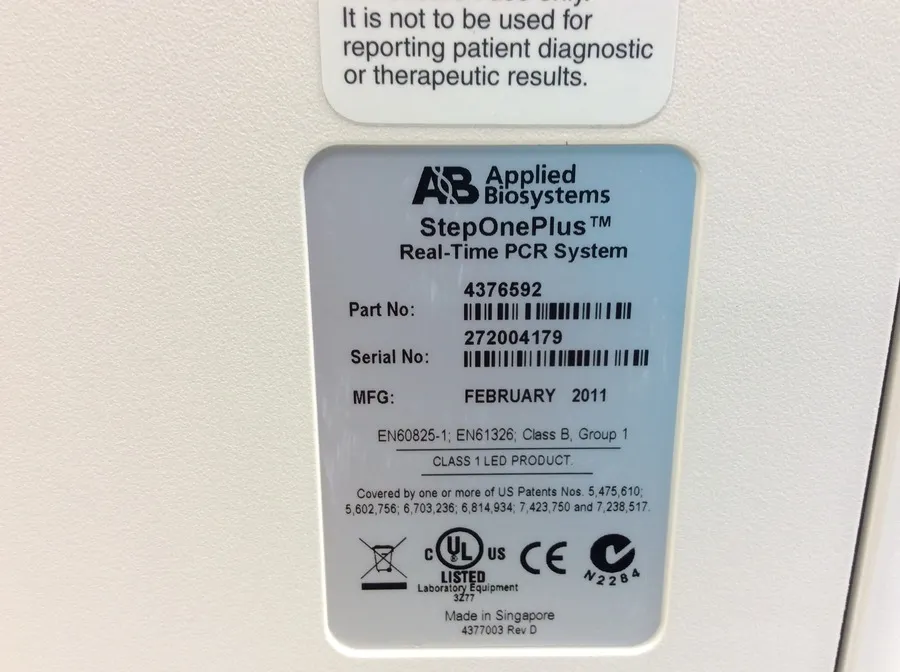 It is not to be used for
reporting patient diagnostic
or therapeutic results.
AB Applied
Biosystems
StepOnePlus™
Real-Time PCR System
4376592
Part No:
272004179
Serial No:
MFG: FEBRUARY 2011
EN60825-1; EN61326; Class B, Group 1
CLASS 1 LED PRODUCT.
Covered by one or more of US Patents Nos. 5,475,610;
5,602,756; 6,703,236; 6,814,934; 7,423,750 and 7,238,517.
C UL US CE
LISTED
N2284
Laboratory Equipment
3Z77
Made in Singapore
4377003 Rev D